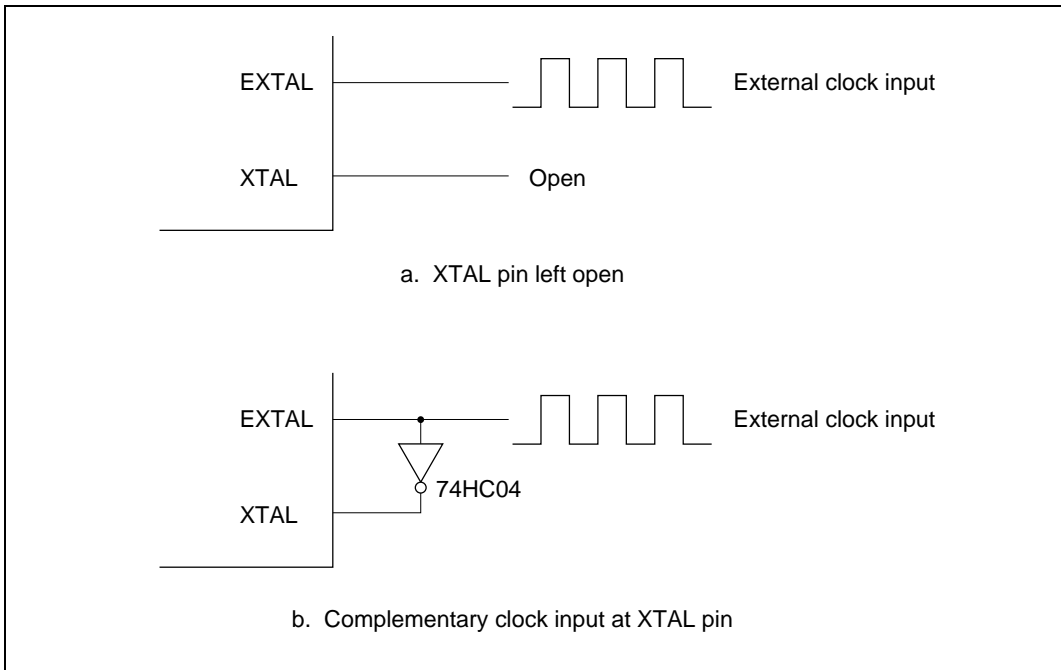 EXTAL
External clock input
XTAL
Open
a. XTAL pin left open
EXTAL
External clock input
74HC04
XTAL
b. Complementary clock input at XTAL pin